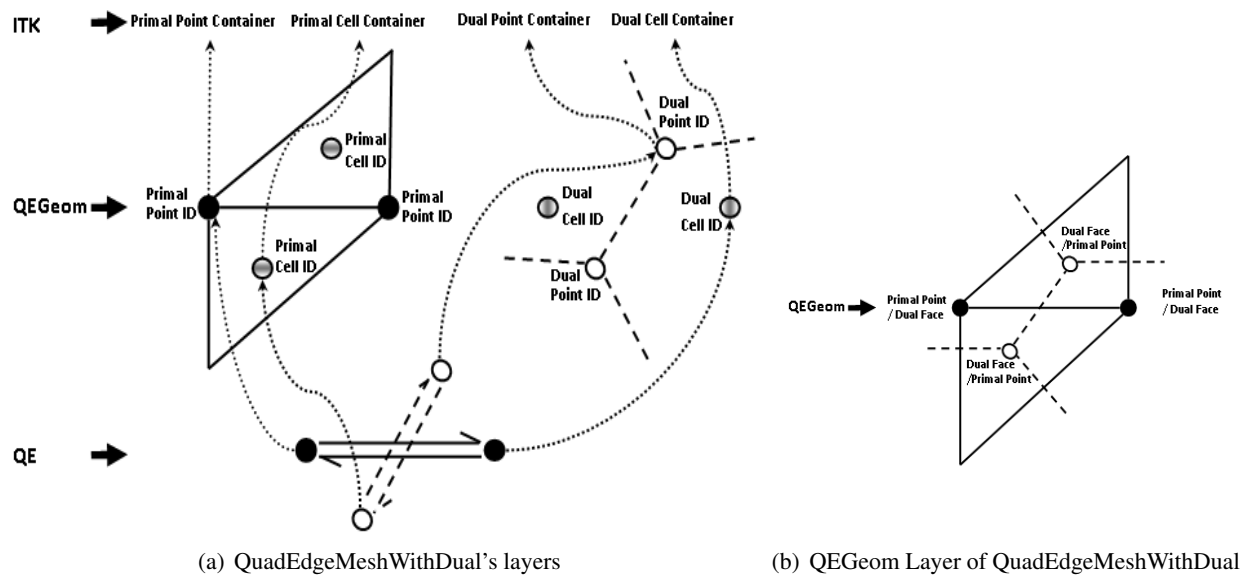 ITK
Primal Point Container
Primal Cell Container
Dual Point Container
Dual Cell Container
Dual
Point ID
Primal
Cell ID
QEGeom
Primal
Point ID
Primal
Point ID
Dual
Cell ID
Dual
Cell ID
Primal
Cell ID
Dual
Point ID
QE
Dual Face
/Primal Point
QEGeom
Primal Point
/ Dual Face
Primal Point
/ Dual Face
Dual Face
/Primal Point
(a) QuadEdgeMeshWithDual's layers
(b) QEGeom Layer of QuadEdgeMeshWithDual